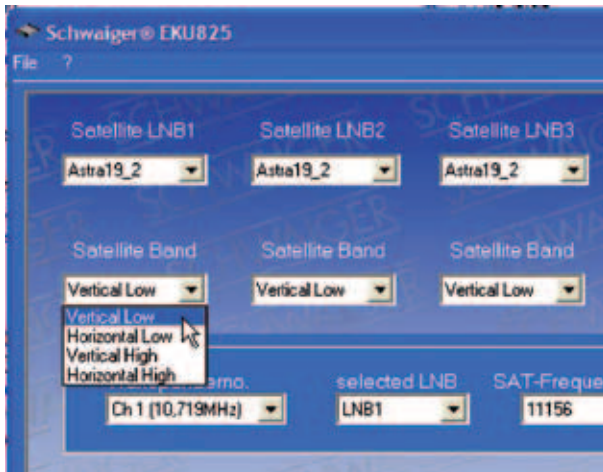 Schwaiger® EKU825
File ?
Satellite LNB1 Satellite LNB2 Satellite LNB3
Astra19_2 Astra19_2 Astra19_2
Satellite Band Satellite Band Satellite Band
Vertical Low Vertical Low Vertical Low
Vertical Low
Horizontal Low
Vertical High
Horizontal High
selected LNB
Ch 1 (10,719MHz) LNB1 11156
SCHWAIGER